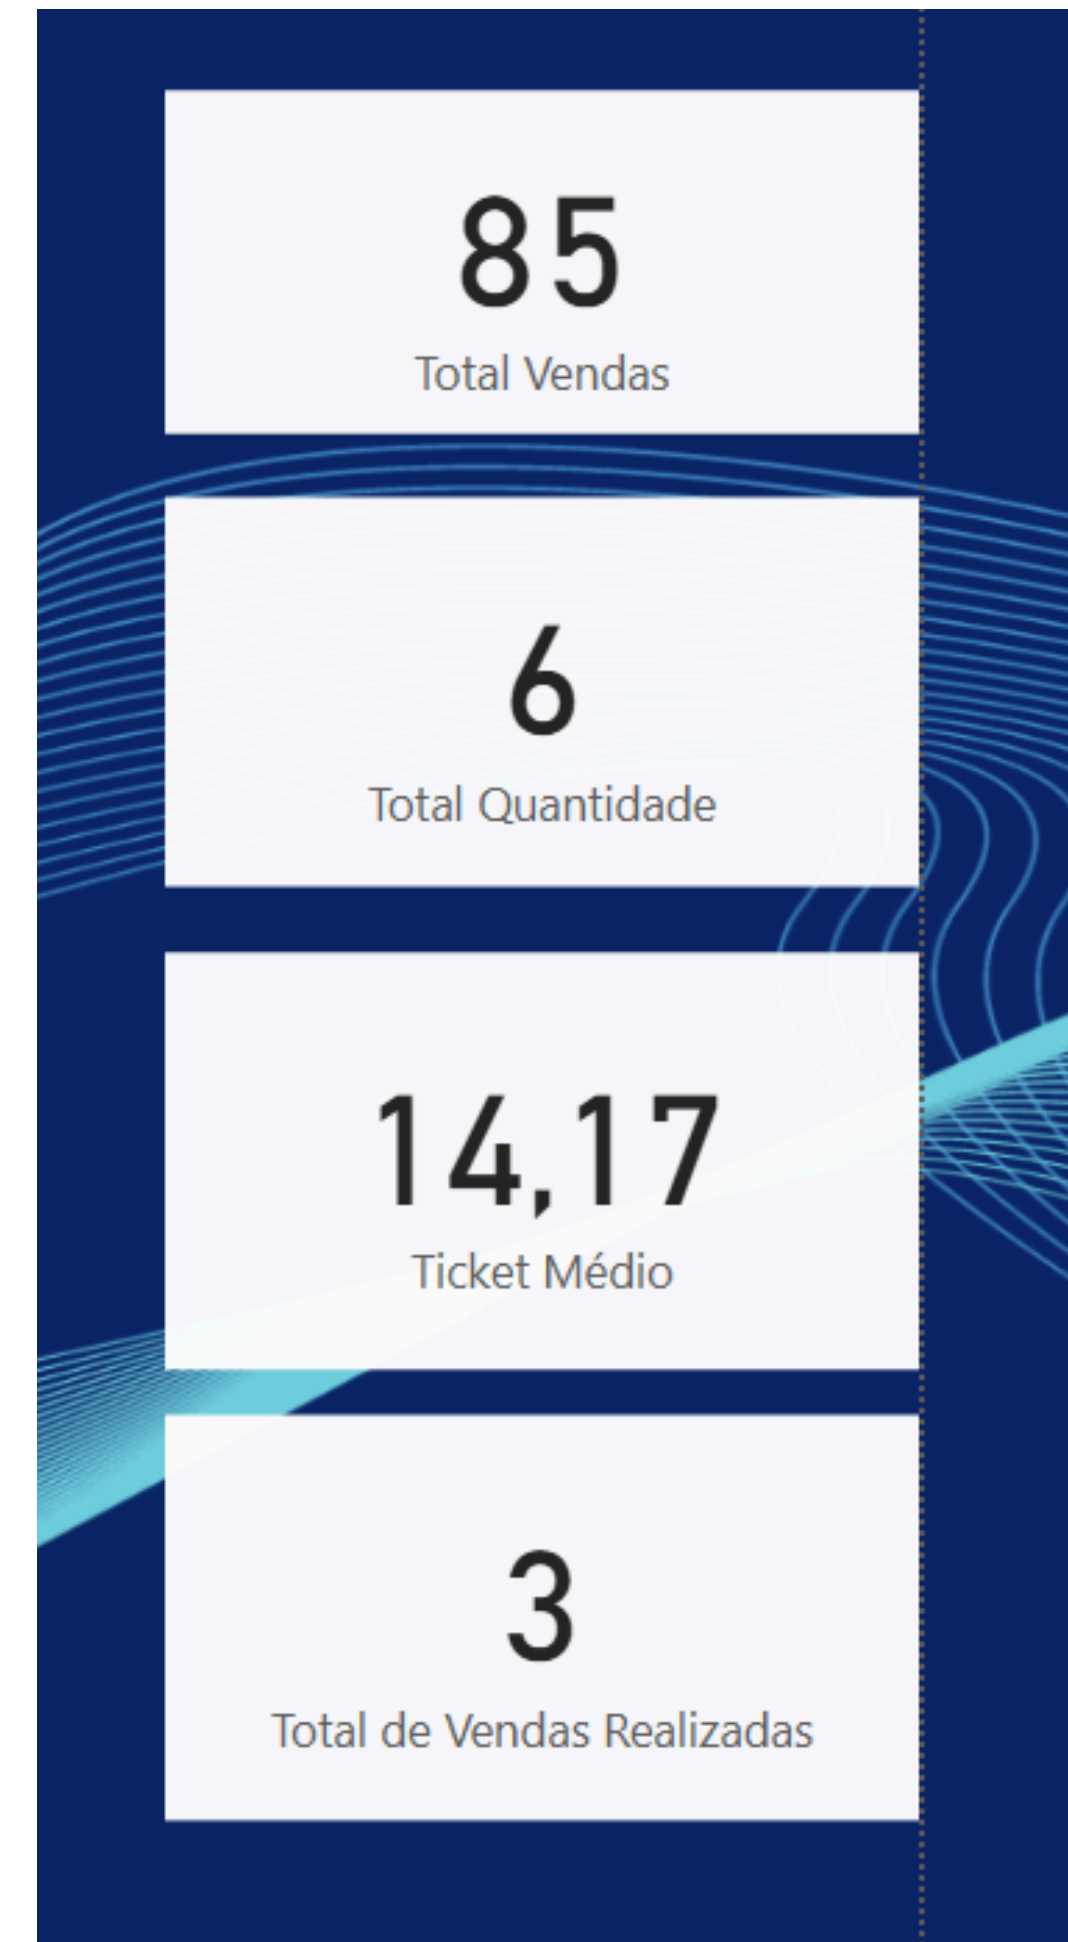 85
Total Vendas
6
Total Quantidade
14,17
Ticket Médio
3
Total de Vendas Realizadas